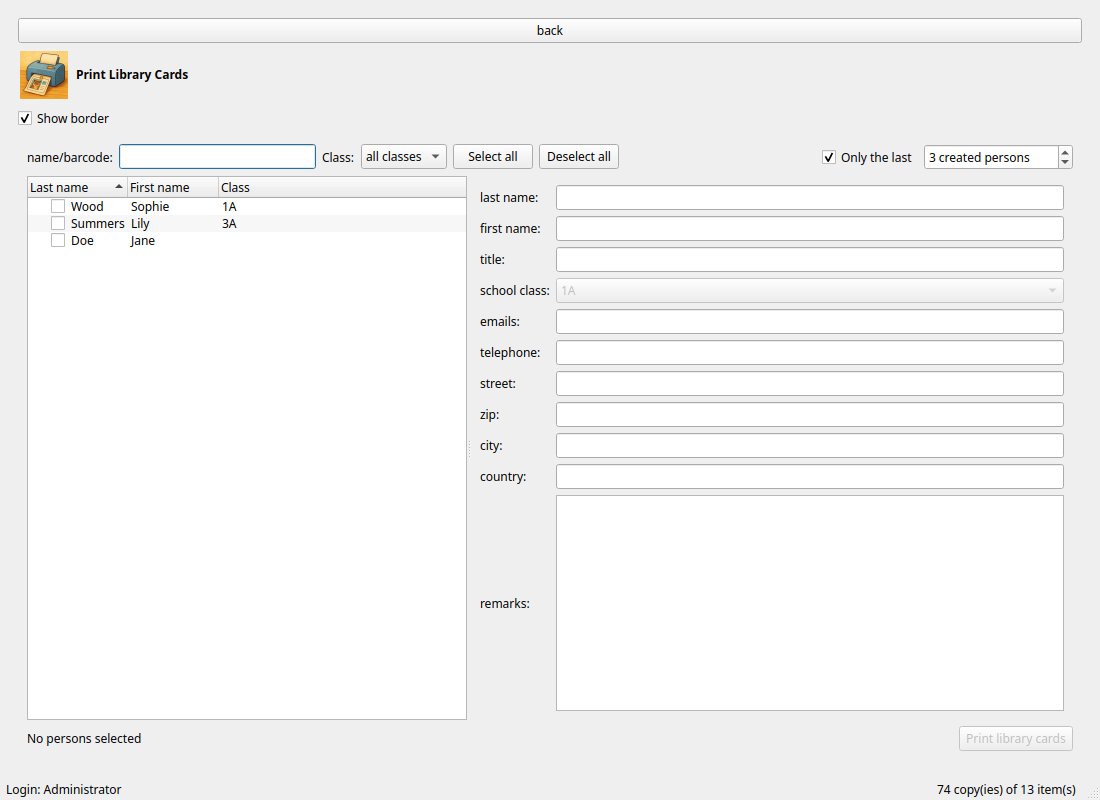 back
Print Library Cards
Show border
name/barcode: Class: all classes Select all Deselect all Only the last 3 created persons
Last name First name Class
Wood Sophie 1A
Summers Lily 3A
Doe Jane
last name:
first name:
title:
school class: 1A
emails:
telephone:
street:
zip:
city:
country:
remarks:
No persons selected Print library cards
Login: Administrator 74 copy(ies) of 13 item(s)